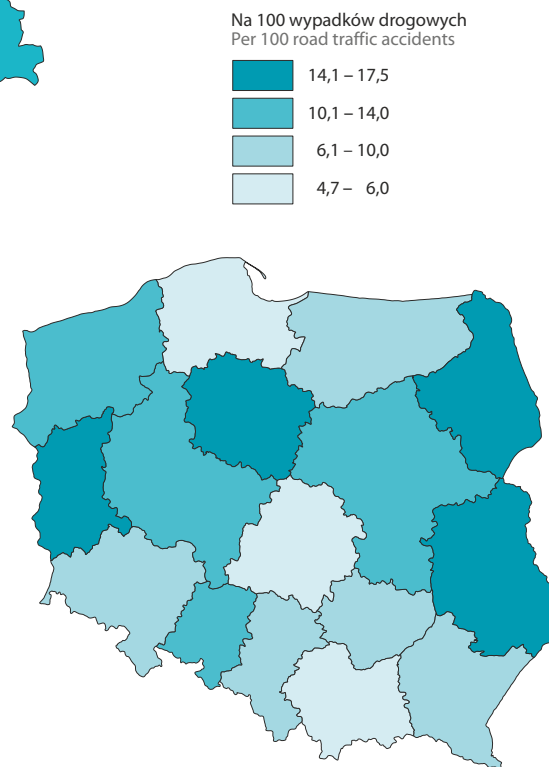 Na 100 wypadków drogowych
Per 100 road traffic accidents
14,1 – 17,5
10,1 – 14,0
6,1 – 10,0
4,7 – 6,0